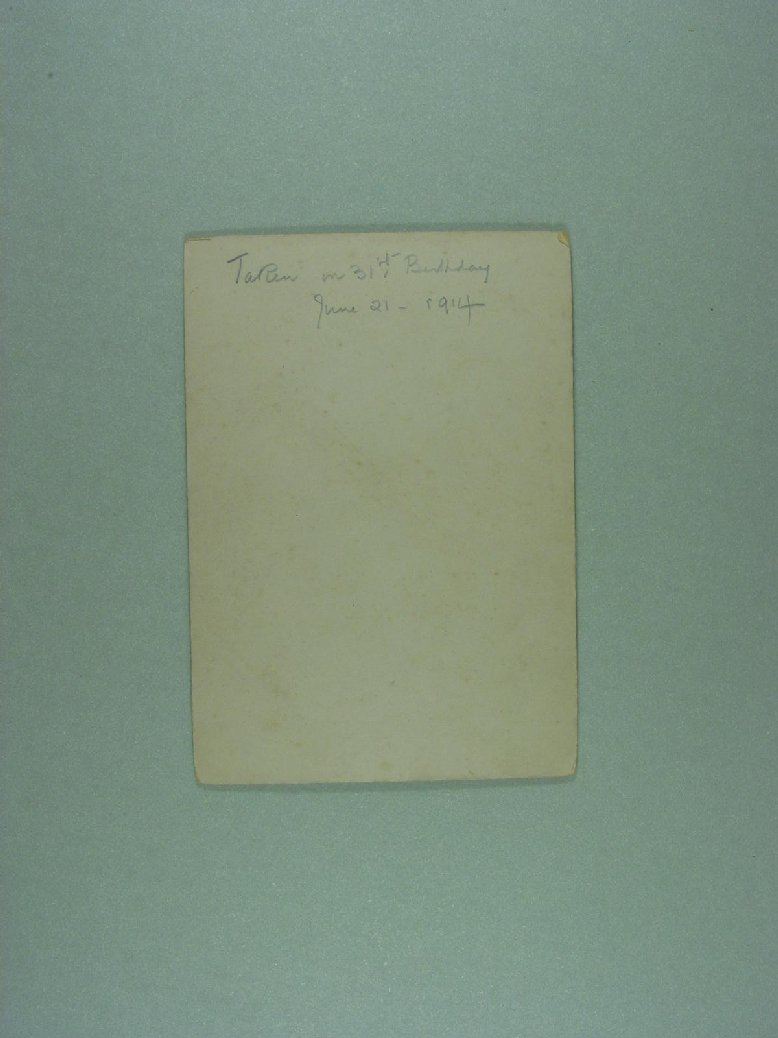 Taken on 31st Birthday
June 21 - 1914